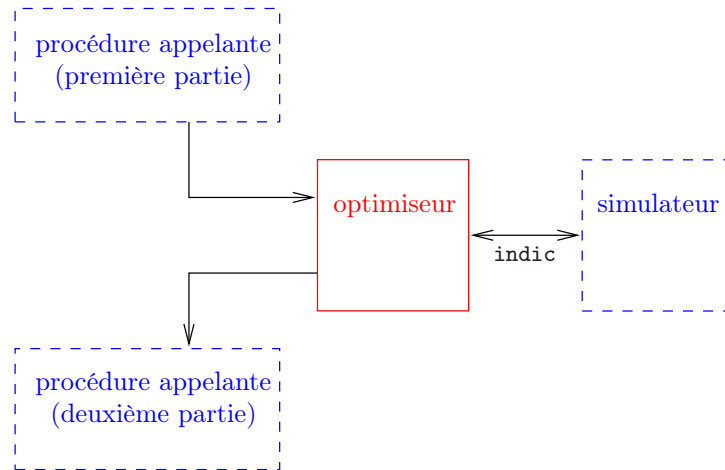 procédure appelante
(première partie)
optimiseur
simulateur
indic
procédure appelante
(deuxième partie)